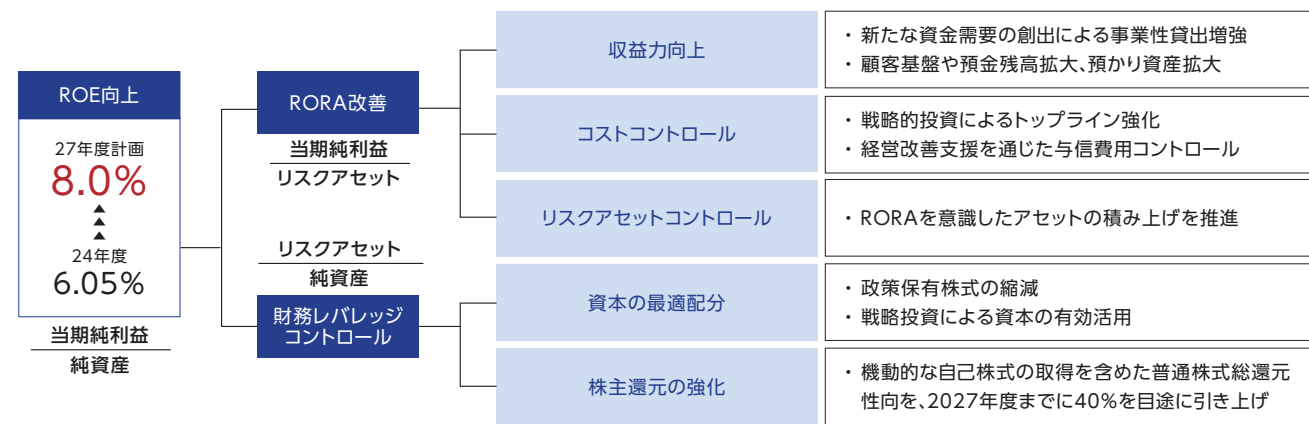 ROE向上
27年度計画
8.0%
▲
▲
▲
24年度
6.05%
当期純利益
純資産
RORA改善
当期純利益
リスクアセット
リスクアセット
純資産
財務レバレッジ
コントロール
収益力向上
・ 新たな資金需要の創出による事業性貸出増強
・ 顧客基盤や預金残高拡大、預かり資産拡大
コストコントロール
・ 戦略的投資によるトップライン強化
・ 経営改善支援を通じた与信費用コントロール
リスクアセットコントロール
・ RORAを意識したアセットの積み上げを推進
資本の最適配分
・ 政策保有株式の縮減
・ 戦略投資による資本の有効活用
株主還元の強化
・ 機動的な自己株式の取得を含めた普通株式総還元
性向を、2027年度までに40%を目途に引き上げ